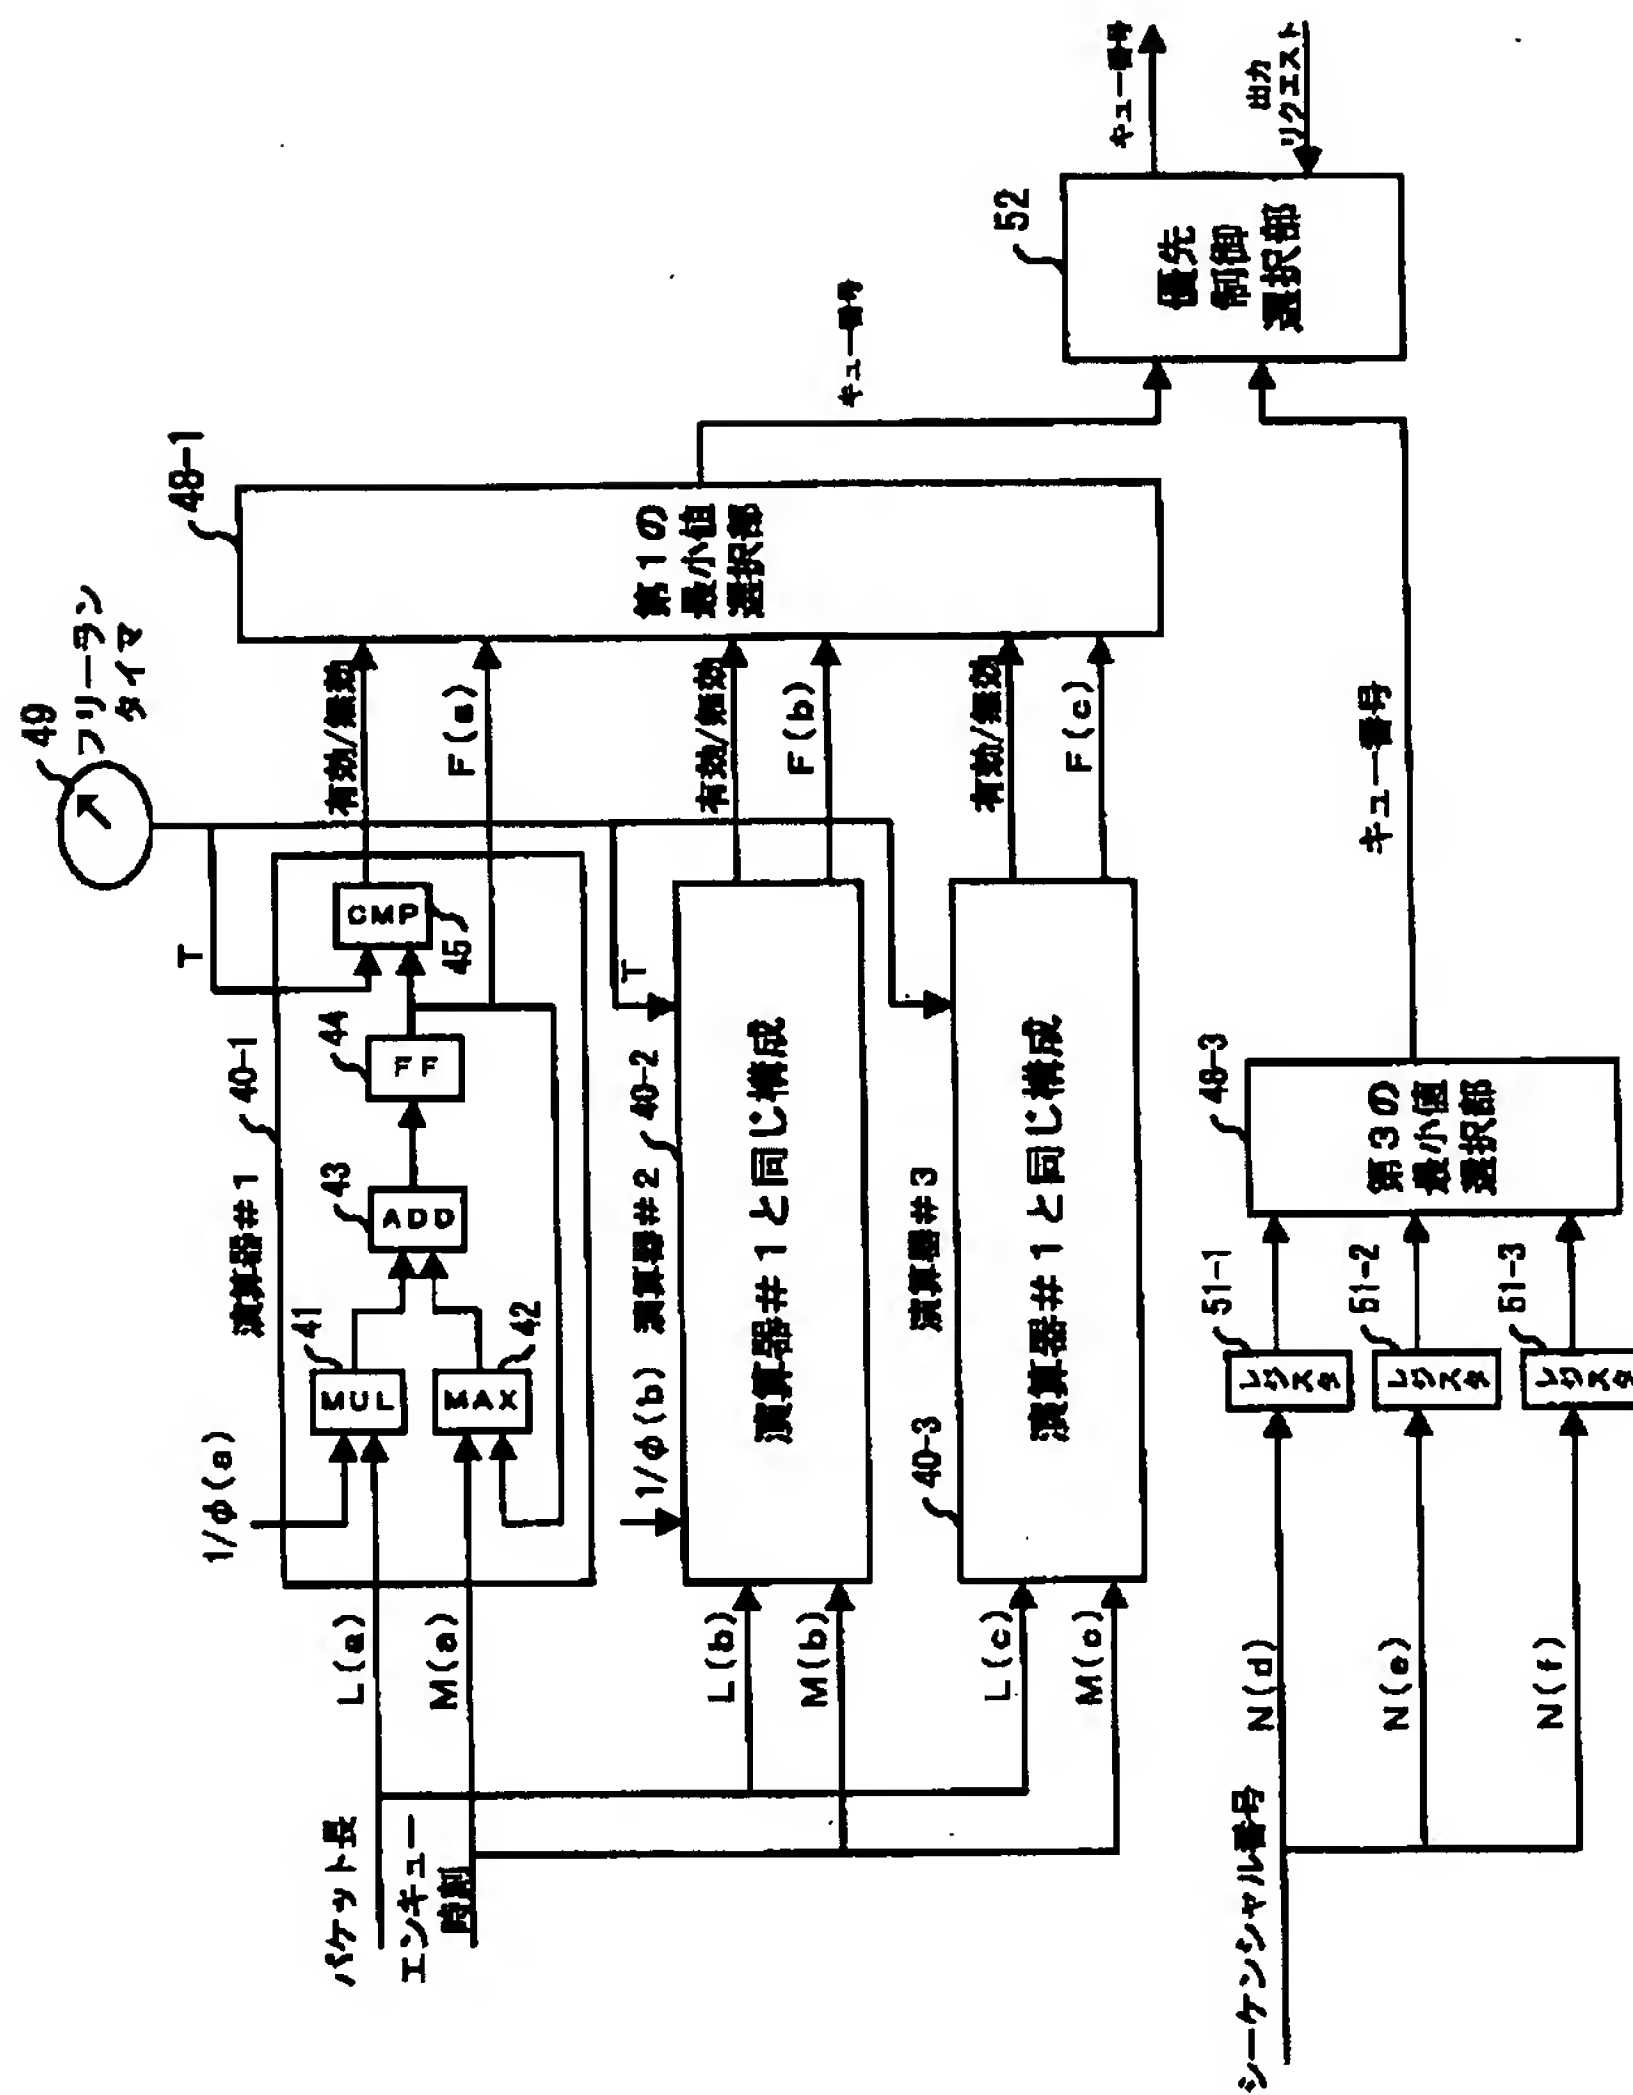 49
フリーラン
タイマ
T
演算器#1
40-1
1/φ(a)
41
MUL
MAX
42
43
ADD
44
FF
CMP
45
有効/無効
F(a)
パケット長
L(a)
エンキュー
時刻
M(a)
1/φ(b)
演算器#2
40-2
T
演算器#1と同じ構成
L(b)
M(b)
有効/無効
F(b)
40-3
演算器#3
演算器#1と同じ構成
L(c)
M(c)
有効/無効
F(c)
48-1
第1の
最小値
選択部
キュー番号
52
優先
制御
選択部
キュー番号
出力
リクエスト
シーケンシャル番号
N(d)
N(e)
N(f)
51-1
レジスタ
51-2
レジスタ
51-3
レジスタ
48-3
第3の
最小値
選択部
キュー番号